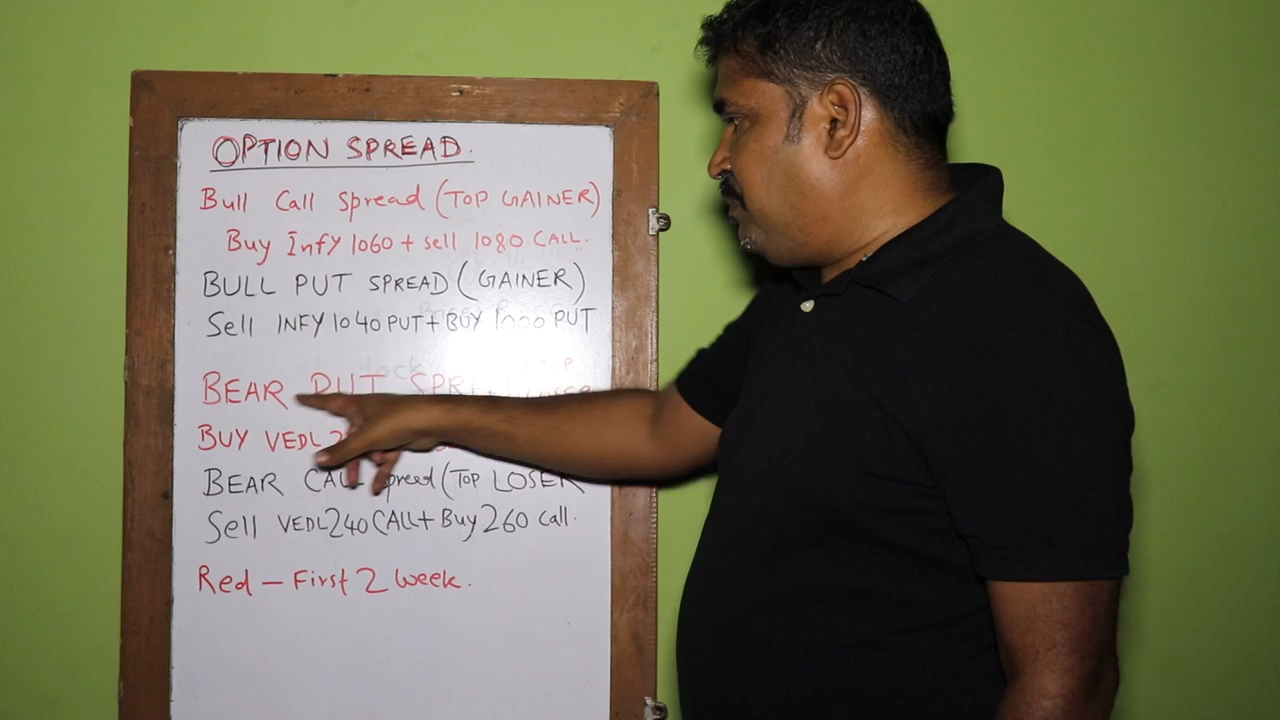 OPTION SPREAD.
Bull Call Spread (TOP GAINER)
Buy InfY 1060 + sell 1080 CALL.
BULL PUT SPREAD (GAINER)
Sell INFY 1040 PUT + BUY 1000 PUT
BEAR PUT
BUY VEDL
BEAR CALL Spread (TOP LOSER
Sell VEDL 240 CALL + Buy 260 Call.
Red - First 2 week.